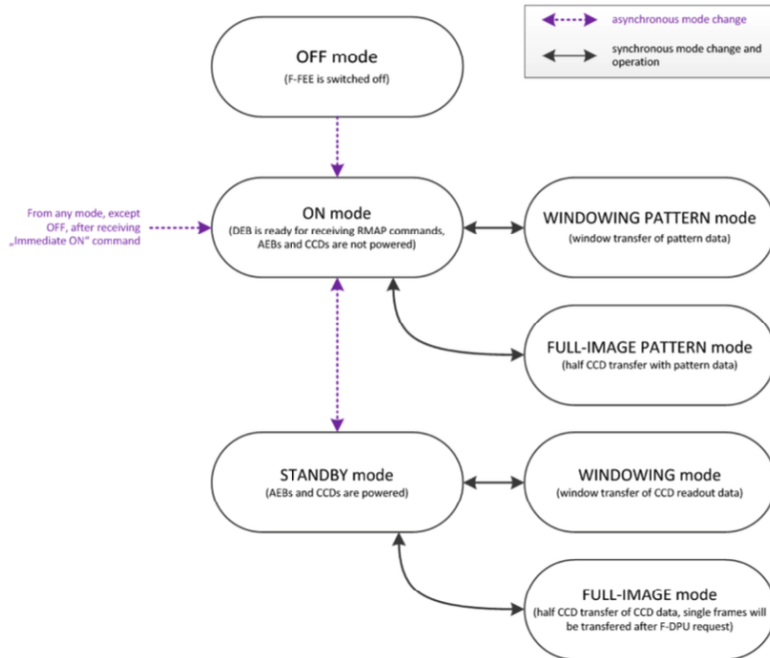 asynchronous mode change
synchronous mode change and
operation
OFF mode
(F-FEE is switched off)
From any mode, except
OFF, after receiving
„Immediate ON" command
ON mode
(DEB is ready for receiving RMAP commands,
AEBs and CCDs are not powered)
WINDOWING PATTERN mode
(window transfer of pattern data)
FULL-IMAGE PATTERN mode
(half CCD transfer with pattern data)
STANDBY mode
(AEBs and CCDs are powered)
WINDOWING mode
(window transfer of CCD readout data)
FULL-IMAGE mode
(half CCD transfer of CCD data, single frames will
be transfered after F-DPU request)